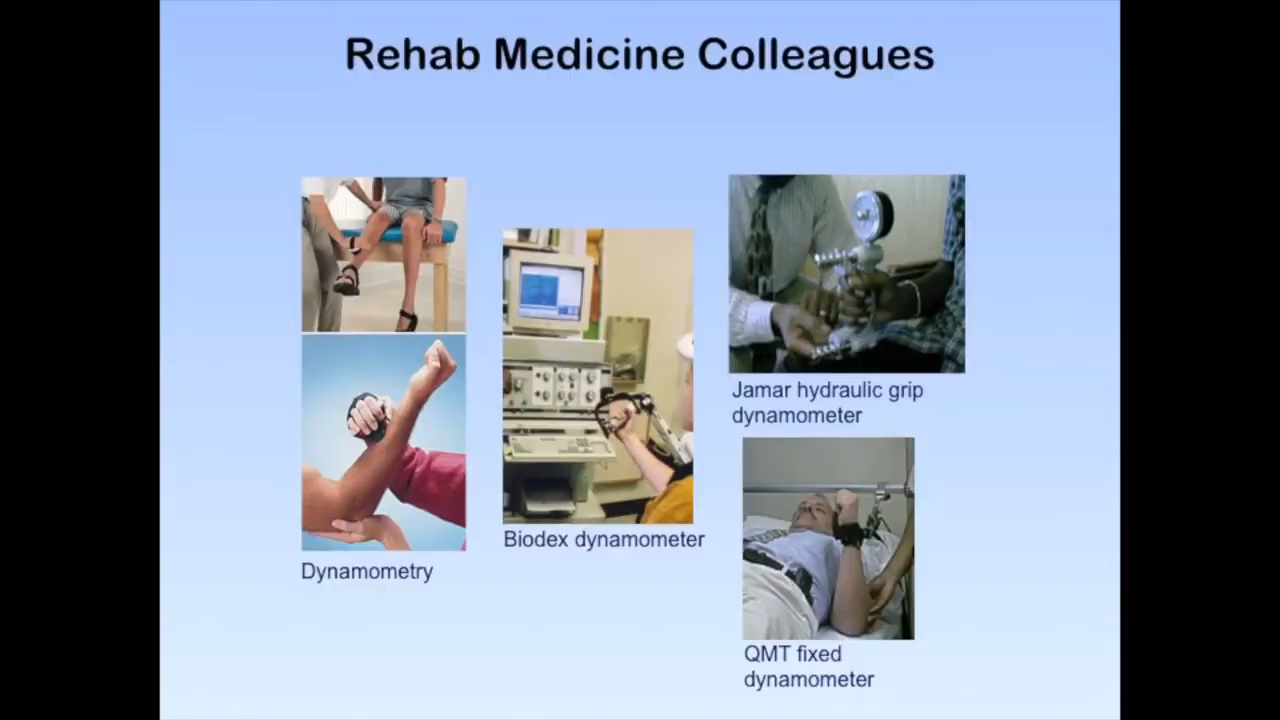 Rehab Medicine Colleagues
Dynamometry
Biodex dynamometer
Jamar hydraulic grip
dynamometer
QMT fixed
dynamometer